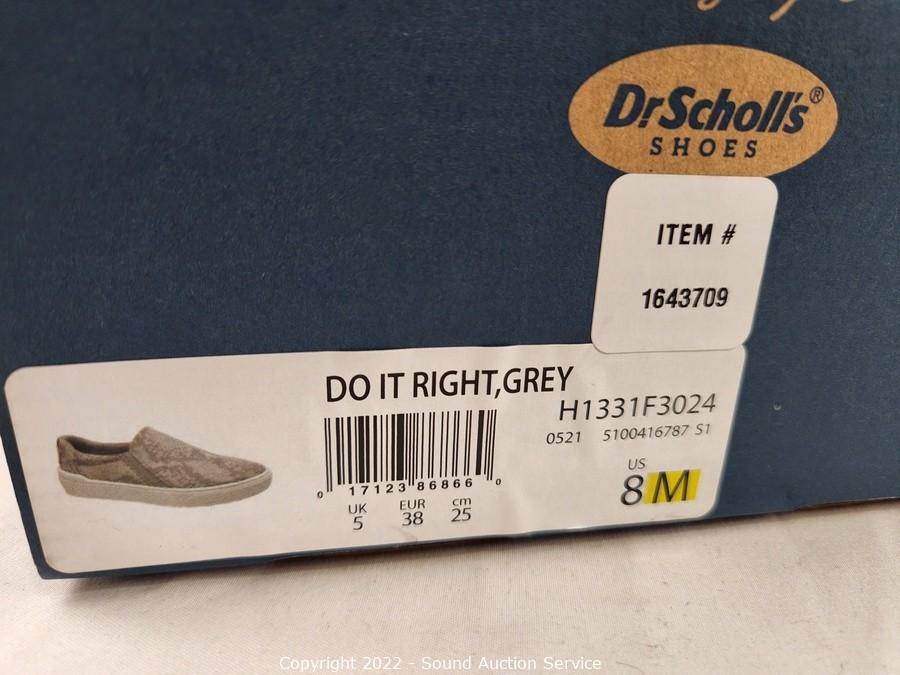 Dr.Scholl's®
SHOES
ITEM #
1643709
DO IT RIGHT,GREY
H1331F3024
0521 5100416787 S1
0 17123 86866 0
US
8 M
UK EUR cm
5 38 25
Copyright 2022 - Sound Auction Service